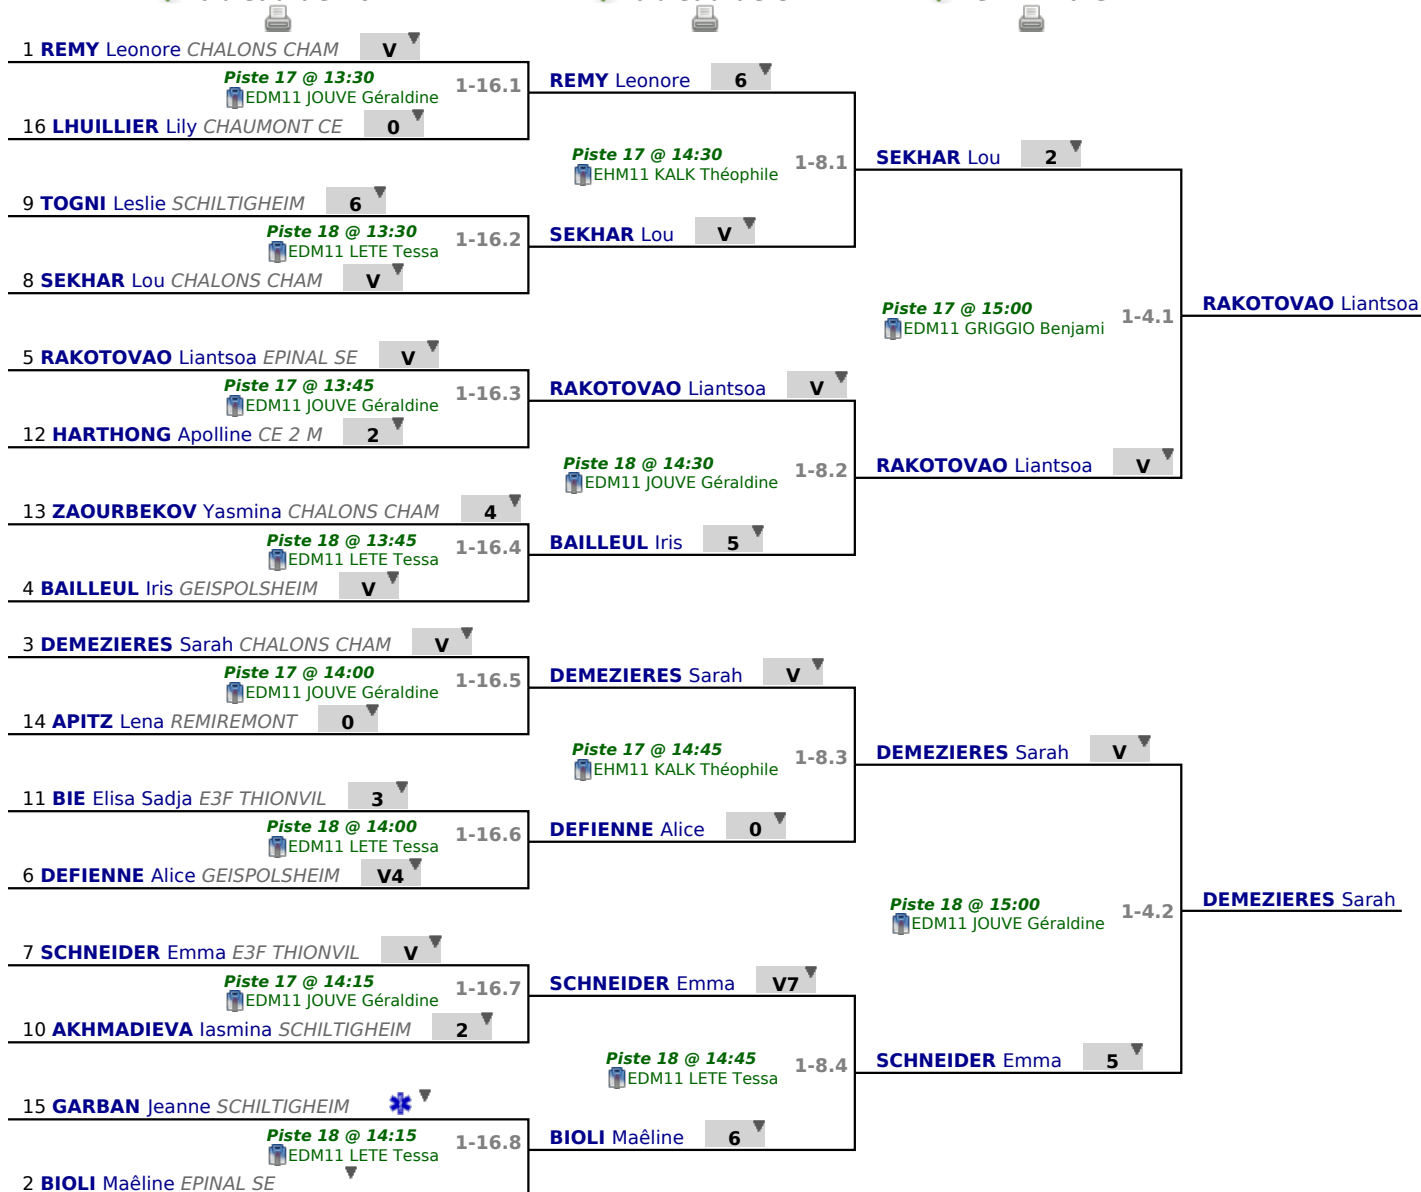 1 REMY Leonore CHALONS CHAM V
Piste 17 @ 13:30
EDM11 JOUVE Géraldine
1-16.1
16 LHUILLIER Lily CHAUMONT CE 0
9 TOGNI Leslie SCHILTIGHEIM 6
Piste 18 @ 13:30
EDM11 LETE Tessa
1-16.2
8 SEKHAR Lou CHALONS CHAM V
5 RAKOTOVAO Liantsoa EPINAL SE V
Piste 17 @ 13:45
EDM11 JOUVE Géraldine
1-16.3
12 HARTHONG Apolline CE 2 M 2
13 ZAOURBEKOV Yasmina CHALONS CHAM 4
Piste 18 @ 13:45
EDM11 LETE Tessa
1-16.4
4 BAILLEUL Iris GEISPOLSHEIM V
3 DEMEZIERES Sarah CHALONS CHAM V
Piste 17 @ 14:00
EDM11 JOUVE Géraldine
1-16.5
14 APITZ Lena REMIREMONT 0
11 BIE Elisa Sadja E3F THIONVIL 3
Piste 18 @ 14:00
EDM11 LETE Tessa
1-16.6
6 DEFIENNE Alice GEISPOLSHEIM V4
7 SCHNEIDER Emma E3F THIONVIL V
Piste 17 @ 14:15
EDM11 JOUVE Géraldine
1-16.7
10 AKHMADIEVA Iasmina SCHILTIGHEIM 2
15 GARBAN Jeanne SCHILTIGHEIM
Piste 18 @ 14:15
EDM11 LETE Tessa
1-16.8
2 BIOLI Maêline EPINAL SE
REMY Leonore 6
Piste 17 @ 14:30
EHM11 KALK Théophile
1-8.1
SEKHAR Lou V
RAKOTOVAO Liantsoa V
Piste 18 @ 14:30
EDM11 JOUVE Géraldine
1-8.2
BAILLEUL Iris 5
DEMEZIERES Sarah V
Piste 17 @ 14:45
EHM11 KALK Théophile
1-8.3
DEFIENNE Alice 0
SCHNEIDER Emma V7
Piste 18 @ 14:45
EDM11 LETE Tessa
1-8.4
BIOLI Maêline 6
SEKHAR Lou 2
Piste 17 @ 15:00
EDM11 GRIGGIO Benjami
1-4.1
RAKOTOVAO Liantsoa V
DEMEZIERES Sarah V
Piste 18 @ 15:00
EDM11 JOUVE Géraldine
1-4.2
SCHNEIDER Emma 5
RAKOTOVAO Liantsoa
DEMEZIERES Sarah